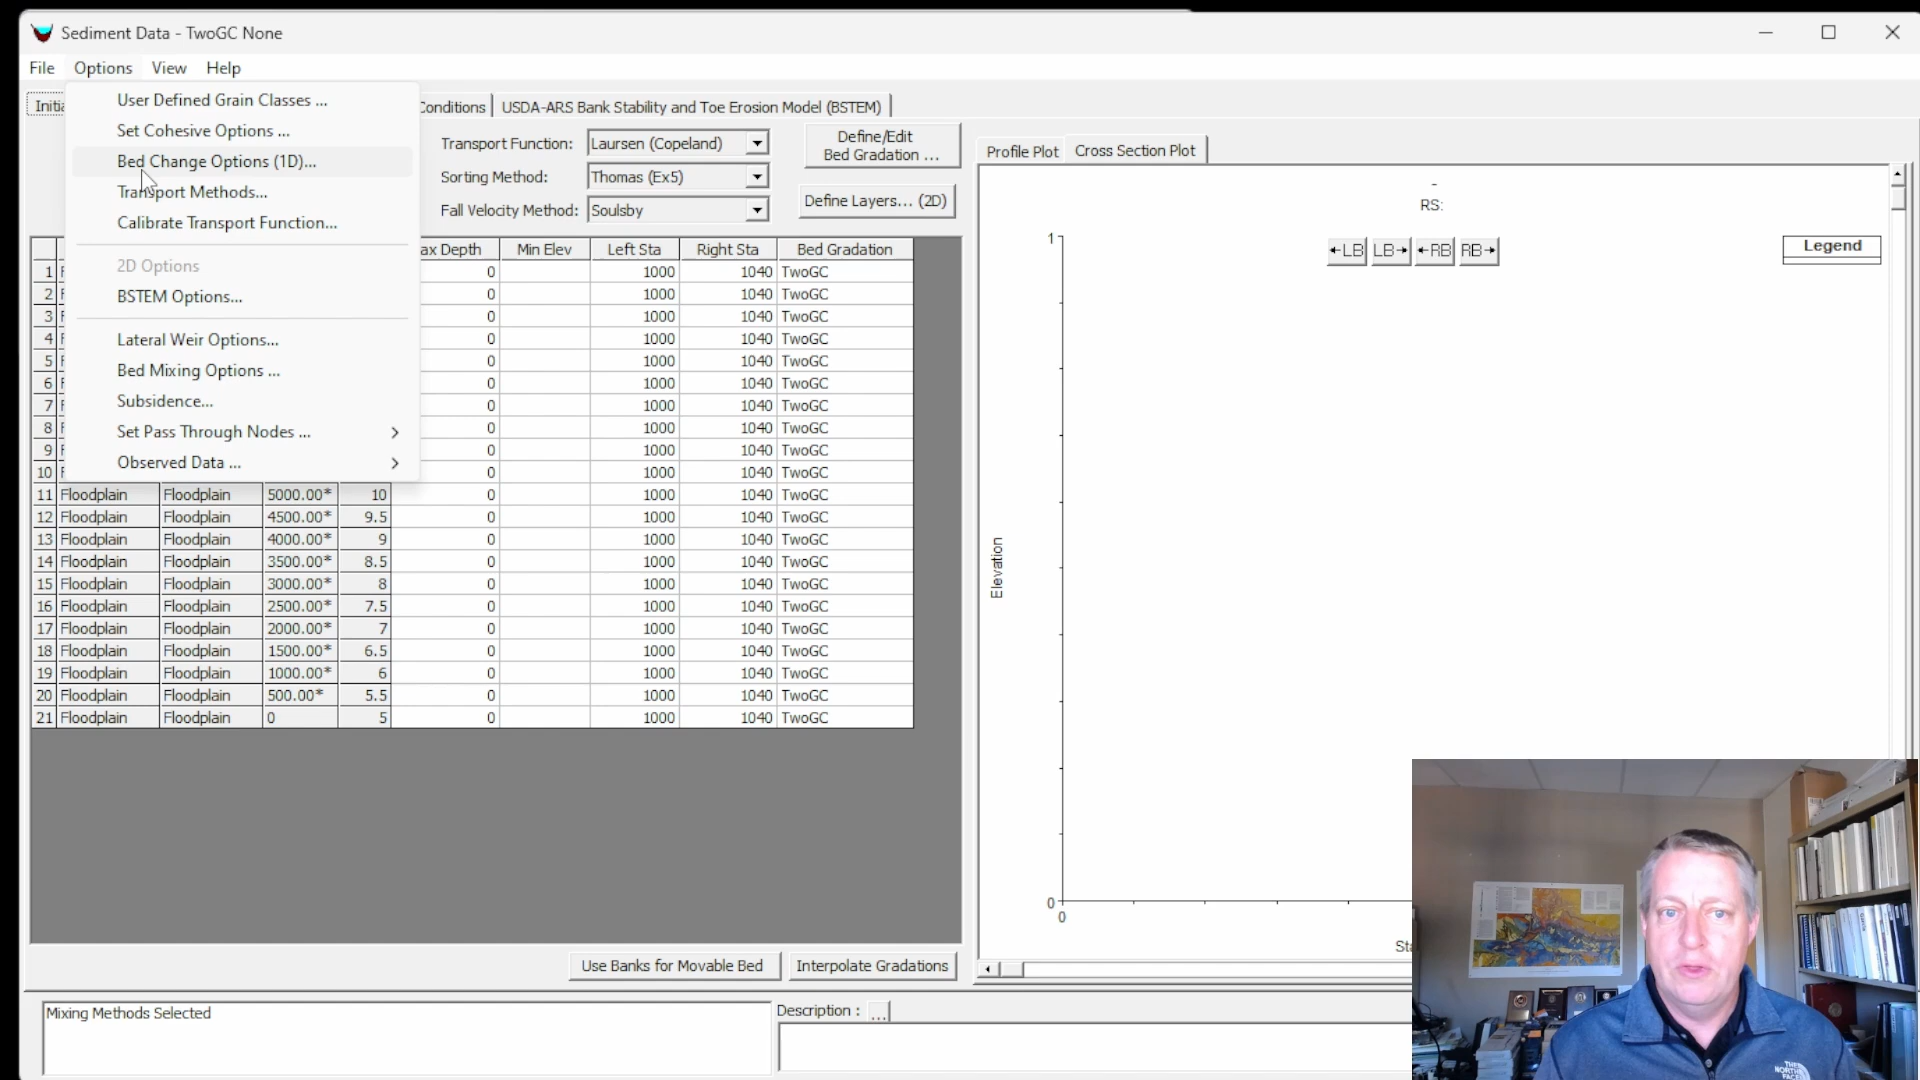 Sediment Data - TwoGC None
File Options View Help
User Defined Grain Classes ...
Set Cohesive Options ...
Bed Change Options (1D)...
Transport Methods...
Calibrate Transport Function...
2D Options
BSTEM Options...
Lateral Weir Options...
Bed Mixing Options ...
Subsidence...
Set Pass Through Nodes ...
Observed Data ...
Initia
Conditions
USDA-ARS Bank Stability and Toe Erosion Model (BSTEM)
Transport Function: Laursen (Copeland)
Sorting Method: Thomas (Ex5)
Fall Velocity Method: Soulsby
Define/Edit
Bed Gradation ...
Define Layers... (2D)
ax Depth Min Elev Left Sta Right Sta Bed Gradation
1 F 0 1000 1040 TwoGC
2 F 0 1000 1040 TwoGC
3 F 0 1000 1040 TwoGC
4 F 0 1000 1040 TwoGC
5 F 0 1000 1040 TwoGC
6 F 0 1000 1040 TwoGC
7 F 0 1000 1040 TwoGC
8 F 0 1000 1040 TwoGC
9 F 0 1000 1040 TwoGC
10 F 0 1000 1040 TwoGC
11 Floodplain Floodplain 5000.00* 10 0 1000 1040 TwoGC
12 Floodplain Floodplain 4500.00* 9.5 0 1000 1040 TwoGC
13 Floodplain Floodplain 4000.00* 9 0 1000 1040 TwoGC
14 Floodplain Floodplain 3500.00* 8.5 0 1000 1040 TwoGC
15 Floodplain Floodplain 3000.00* 8 0 1000 1040 TwoGC
16 Floodplain Floodplain 2500.00* 7.5 0 1000 1040 TwoGC
17 Floodplain Floodplain 2000.00* 7 0 1000 1040 TwoGC
18 Floodplain Floodplain 1500.00* 6.5 0 1000 1040 TwoGC
19 Floodplain Floodplain 1000.00* 6 0 1000 1040 TwoGC
20 Floodplain Floodplain 500.00* 5.5 0 1000 1040 TwoGC
21 Floodplain Floodplain 0 5 0 1000 1040 TwoGC
Use Banks for Movable Bed
Interpolate Gradations
Mixing Methods Selected
Description : ...
Profile Plot Cross Section Plot
-
RS:
←LB LB→ ←RB RB→
Legend
1
Elevation
0
0
Sta
THE
NORTH
FACE